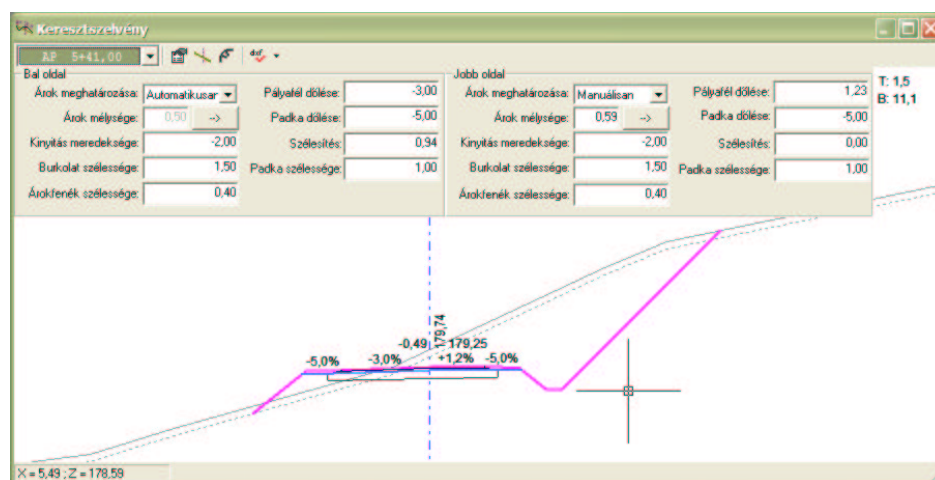 Keresztszelvény
AP 5+41,00
dxf
Bal oldal
Árok meghatározása: Automatikusar
Pályafél dőlése: -3,00
Árok mélysége: 0,50 -->
Padka dőlése: -5,00
Kinyitás meredeksége: -2,00
Szélesítés: 0,94
Burkolat szélessége: 1,50
Padka szélessége: 1,00
Árokfenék szélessége: 0,40
Jobb oldal
Árok meghatározása: Manuálisan
Pályafél dőlése: 1,23
Árok mélysége: 0,59 -->
Padka dőlése: -5,00
Kinyitás meredeksége: -2,00
Szélesítés: 0,00
Burkolat szélessége: 1,50
Padka szélessége: 1,00
Árokfenék szélessége: 0,40
T: 1,5
B: 11,1
179,74
-0,49 179,25
-5,0% -3,0% +1,2% -5,0%
X = 5,49 ; Z = 178,59